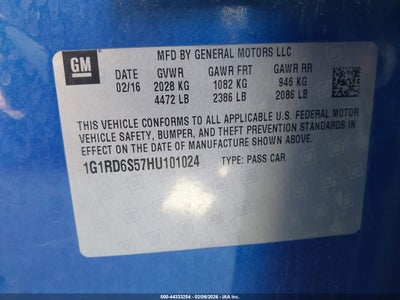 GM
MFD BY GENERAL MOTORS LLC
DATE GVWR GAWR FRT GAWR RR
02/16 2028 KG 1082 KG 946 KG
4472 LB 2386 LB 2086 LB
THIS VEHICLE CONFORMS TO ALL APPLICABLE U.S. FEDERAL MOTOR
VEHICLE SAFETY, BUMPER, AND THEFT PREVENTION STANDARDS IN
EFFECT ON THE DATE OF MANUFACTURE SHOWN ABOVE.
1G1RD6S57HU101024 TYPE: PASS CAR
000-44333254 - 02/06/2026 - IAAI.COM